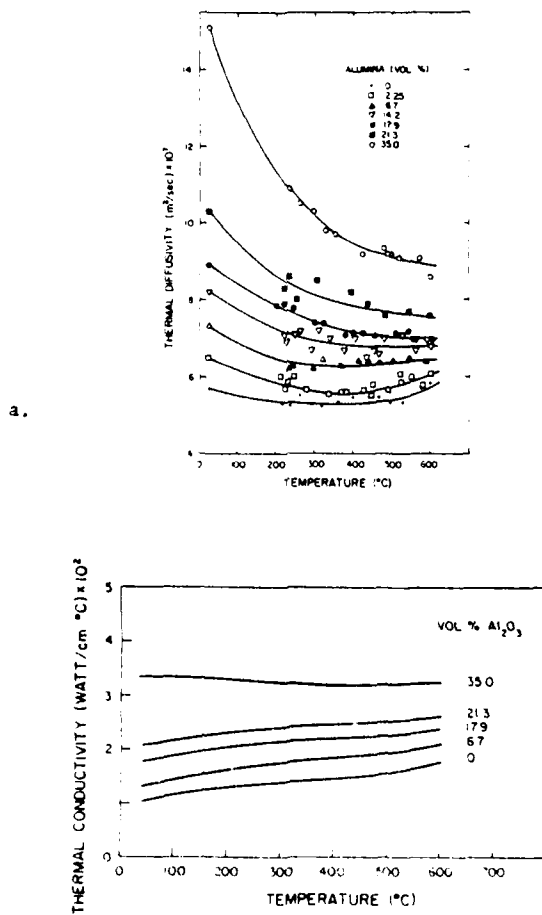 ALUMINA (VOL %)
0
2.25
6.7
14.2
17.9
21.3
35.0
14
12
10
8
6
4
THERMAL DIFFUSIVITY (m²/sec) × 10⁷
0 100 200 300 400 500 600
TEMPERATURE (°C)
a.
5
4
3
2
1
0
THERMAL CONDUCTIVITY (WATT/cm °C) × 10²
VOL % Al₂O₃
35.0
21.3
17.9
6.7
0
0 100 200 300 400 500 600 700
TEMPERATURE (°C)